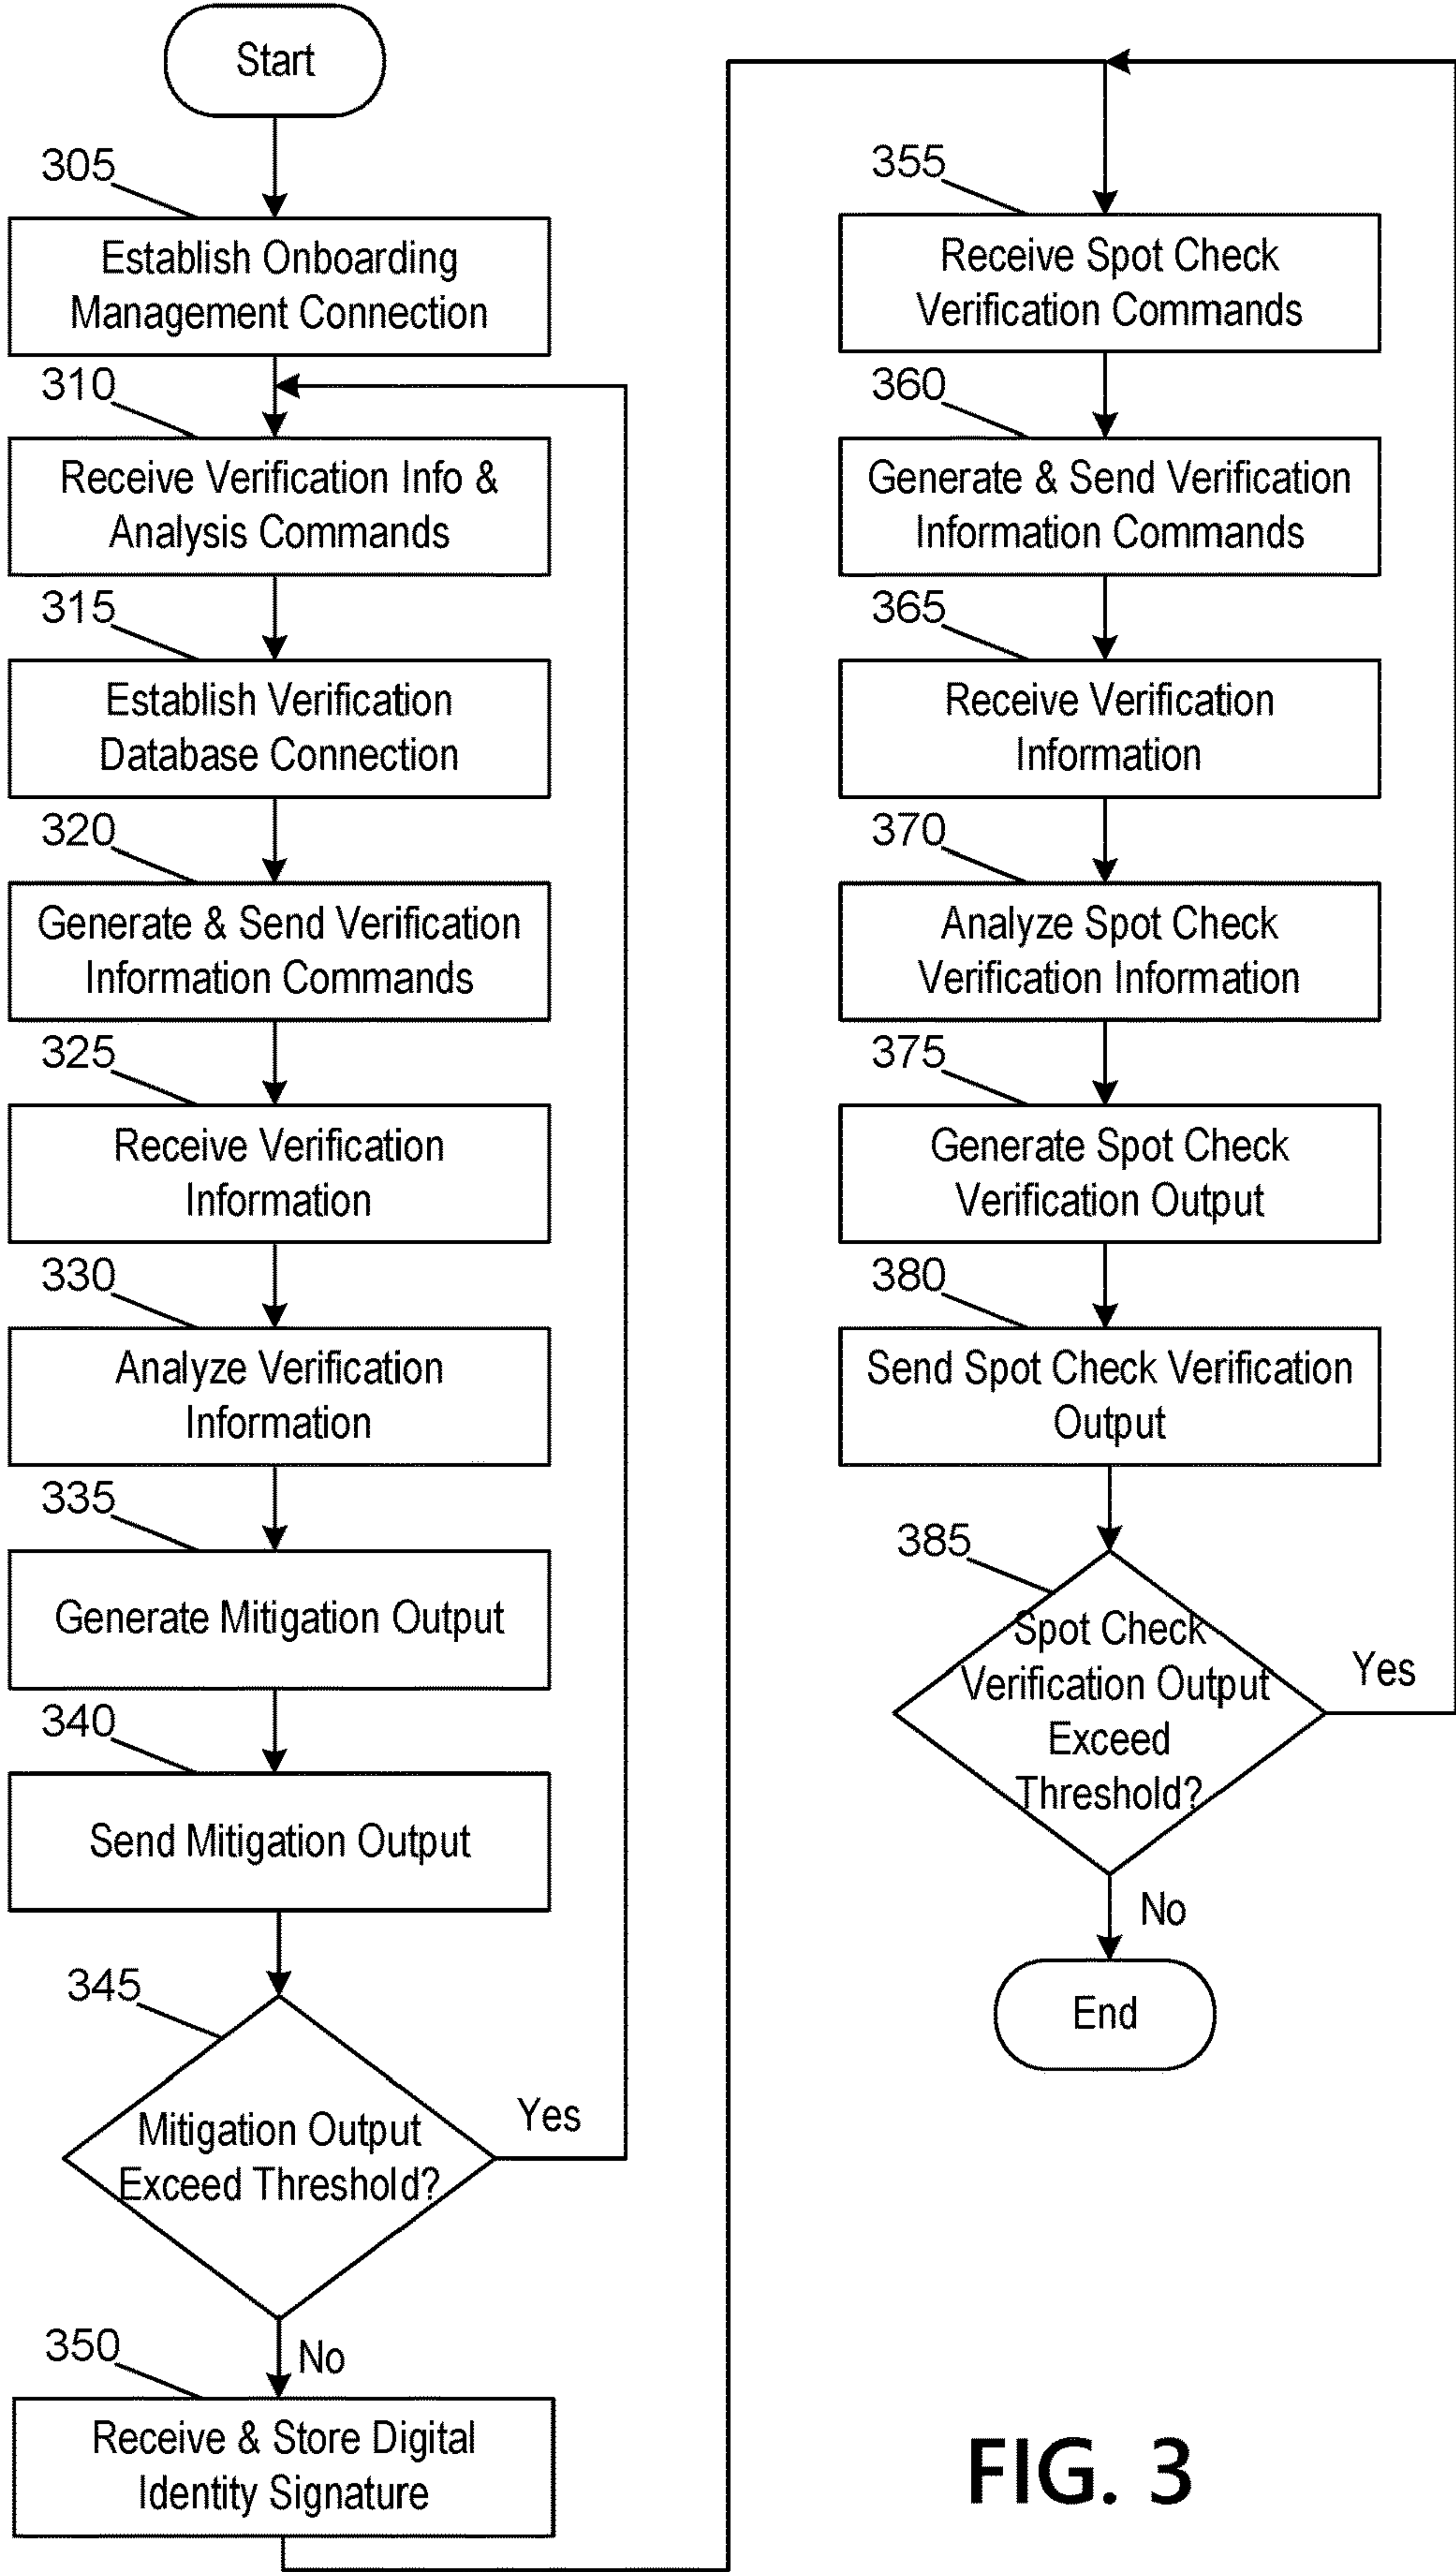 Start
305
Establish Onboarding
Management Connection
310
Receive Verification Info &
Analysis Commands
315
Establish Verification
Database Connection
320
Generate & Send Verification
Information Commands
325
Receive Verification
Information
330
Analyze Verification
Information
335
Generate Mitigation Output
340
Send Mitigation Output
345
Mitigation Output
Exceed Threshold?
Yes
No
350
Receive & Store Digital
Identity Signature
355
Receive Spot Check
Verification Commands
360
Generate & Send Verification
Information Commands
365
Receive Verification
Information
370
Analyze Spot Check
Verification Information
375
Generate Spot Check
Verification Output
380
Send Spot Check Verification
Output
385
Spot Check
Verification Output
Exceed
Threshold?
Yes
No
End
FIG. 3